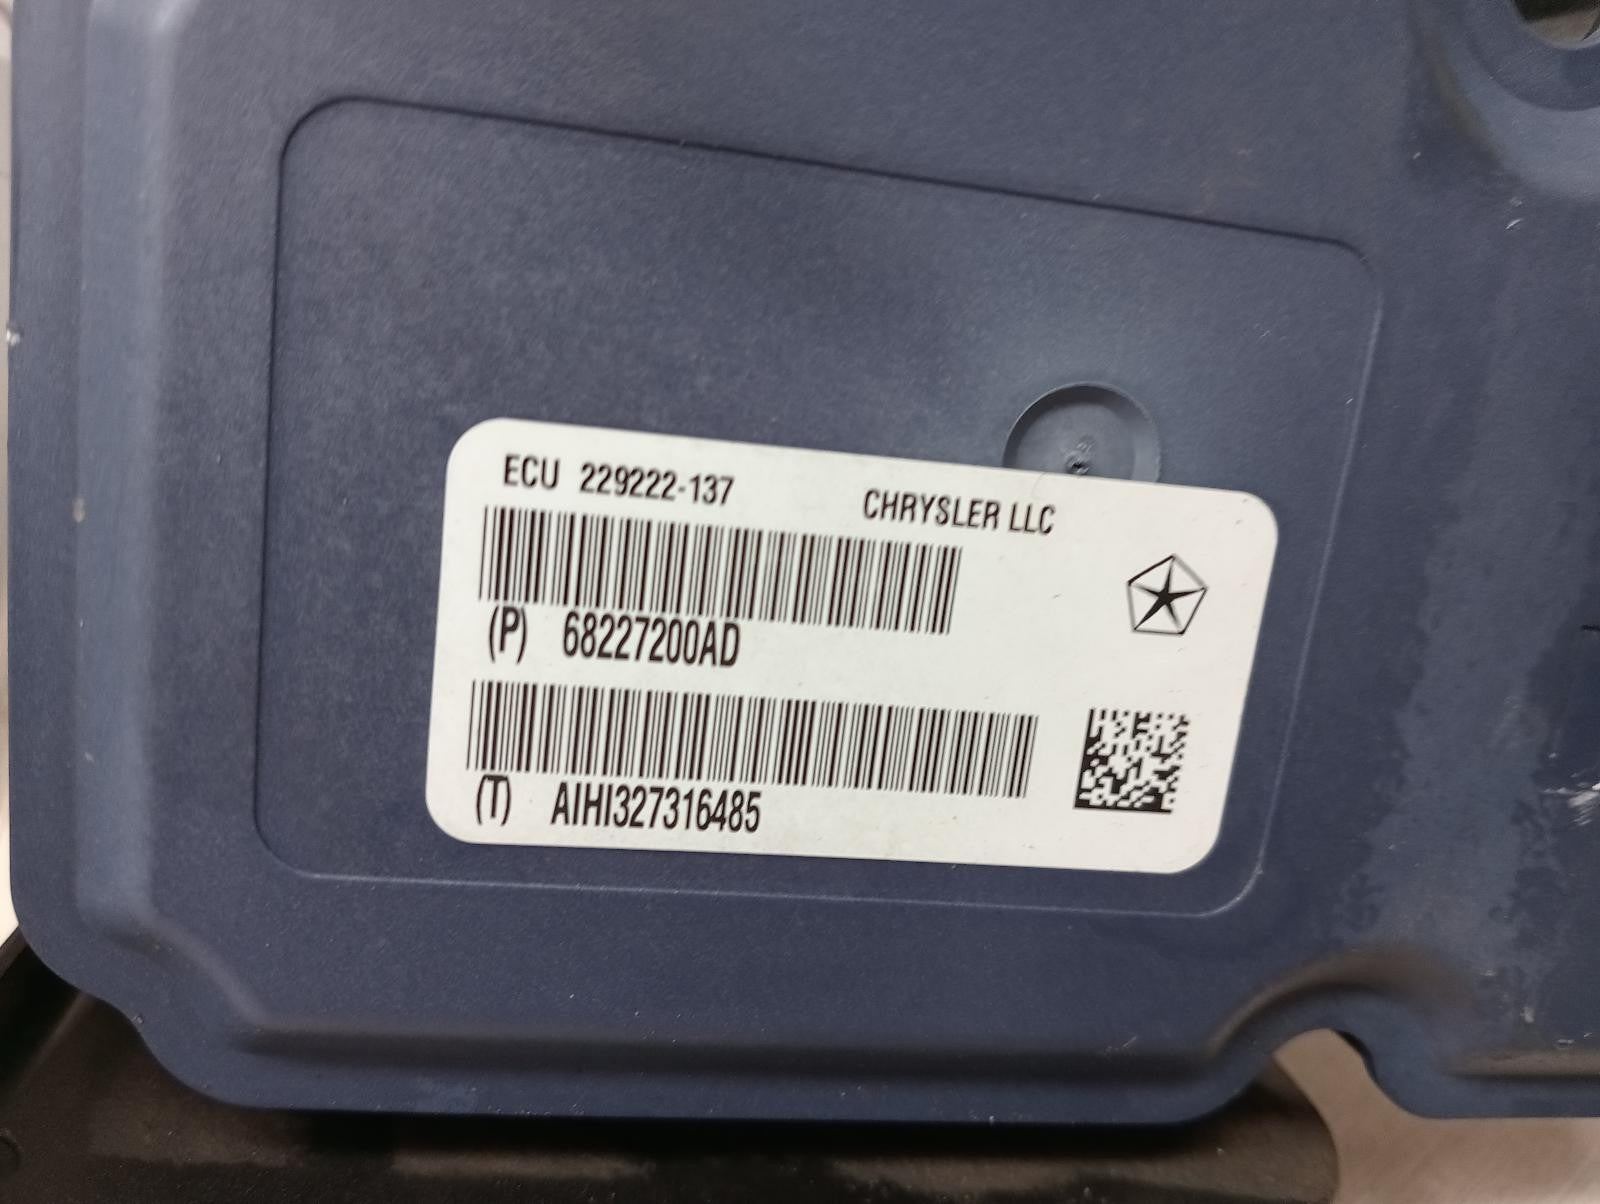 ECU 229222-137 CHRYSLER LLC
(P) 68227200AD
(T) AIHI327316485